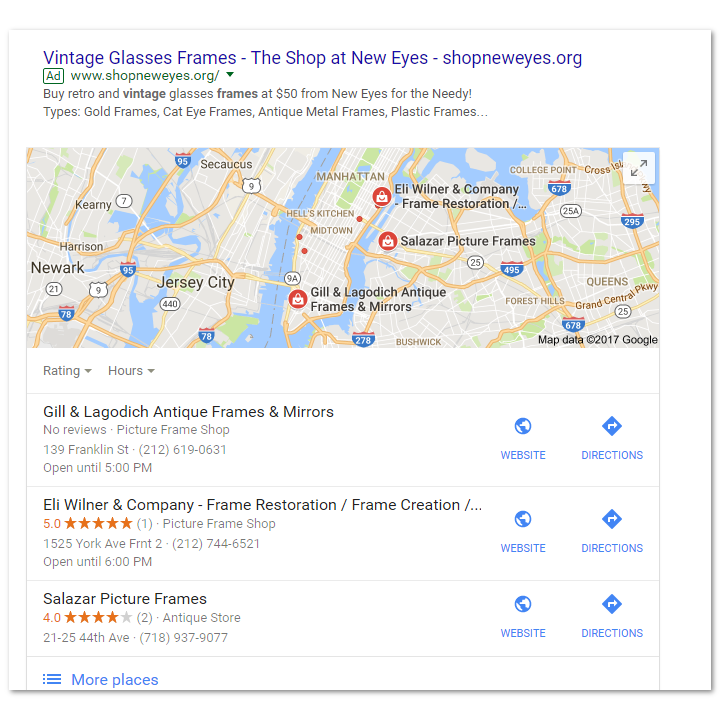 Vintage Glasses Frames - The Shop at New Eyes - shopneweyes.org
Ad www.shopneweyes.org/
Buy retro and vintage glasses frames at $50 from New Eyes for the Needy!
Types: Gold Frames, Cat Eye Frames, Antique Metal Frames, Plastic Frames…
95
Secaucus
9
MANHATTAN
COLLEGE POINT
Cross Isl
Kearny
7
Eli Wilner & Company
- Frame Restoration /...
678
HELL'S KITCHEN
25A
295
MIDTOWN
Harrison
Salazar Picture Frames
Newark
95
25
495
Jersey City
9A
QUEENS
21
9
Gill & Lagodich Antique
Frames & Mirrors
440
FOREST HILLS
Grand Central Pkwy
78
25
678
78
278
BUSHWICK
Map data ©2017 Google
Rating
Hours
Gill & Lagodich Antique Frames & Mirrors
No reviews · Picture Frame Shop
139 Franklin St · (212) 619-0631
Open until 5:00 PM
WEBSITE
DIRECTIONS
Eli Wilner & Company - Frame Restoration / Frame Creation /...
5.0 ★★★★★ (1) · Picture Frame Shop
1525 York Ave Frnt 2 · (212) 744-6521
Open until 6:00 PM
WEBSITE
DIRECTIONS
Salazar Picture Frames
4.0 ★★★★★ (2) · Antique Store
21-25 44th Ave · (718) 937-9077
WEBSITE
DIRECTIONS
More places